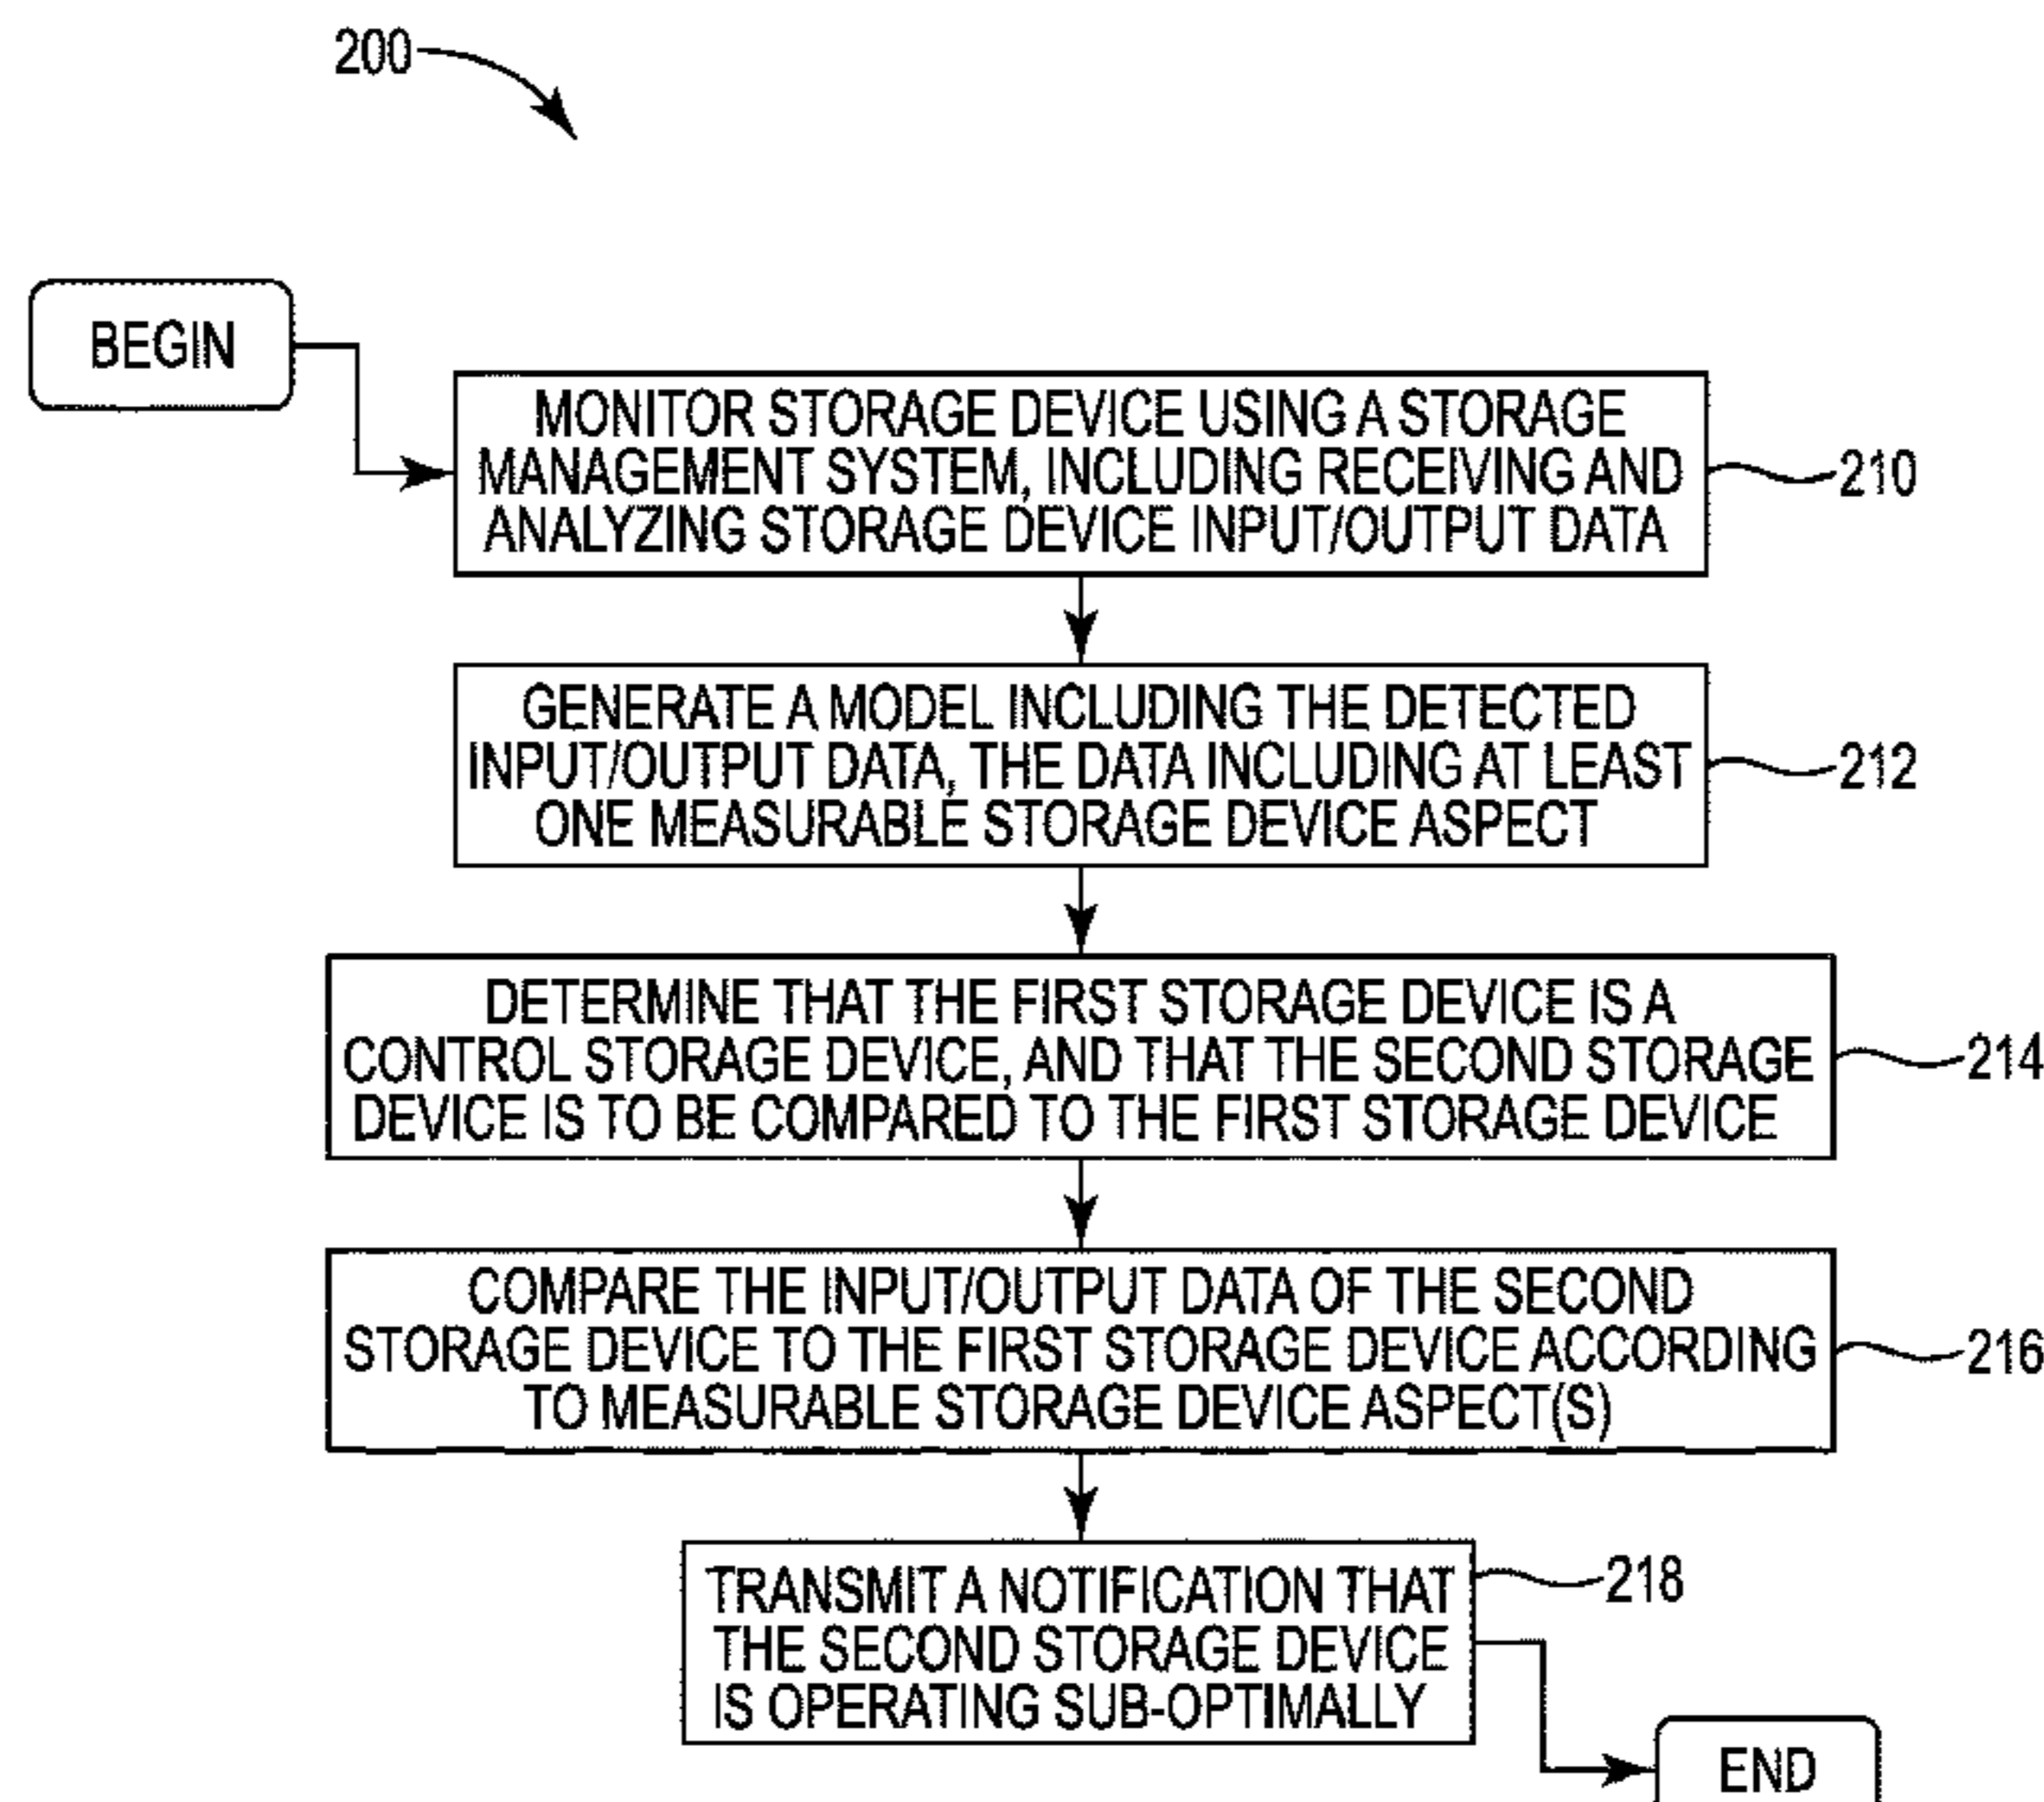 200
BEGIN
MONITOR STORAGE DEVICE USING A STORAGE
MANAGEMENT SYSTEM, INCLUDING RECEIVING AND
ANALYZING STORAGE DEVICE INPUT/OUTPUT DATA
210
GENERATE A MODEL INCLUDING THE DETECTED
INPUT/OUTPUT DATA, THE DATA INCLUDING AT LEAST
ONE MEASURABLE STORAGE DEVICE ASPECT
212
DETERMINE THAT THE FIRST STORAGE DEVICE IS A
CONTROL STORAGE DEVICE, AND THAT THE SECOND STORAGE
DEVICE IS TO BE COMPARED TO THE FIRST STORAGE DEVICE
214
COMPARE THE INPUT/OUTPUT DATA OF THE SECOND
STORAGE DEVICE TO THE FIRST STORAGE DEVICE ACCORDING
TO MEASURABLE STORAGE DEVICE ASPECT(S)
216
TRANSMIT A NOTIFICATION THAT
THE SECOND STORAGE DEVICE
IS OPERATING SUB-OPTIMALLY
218
END